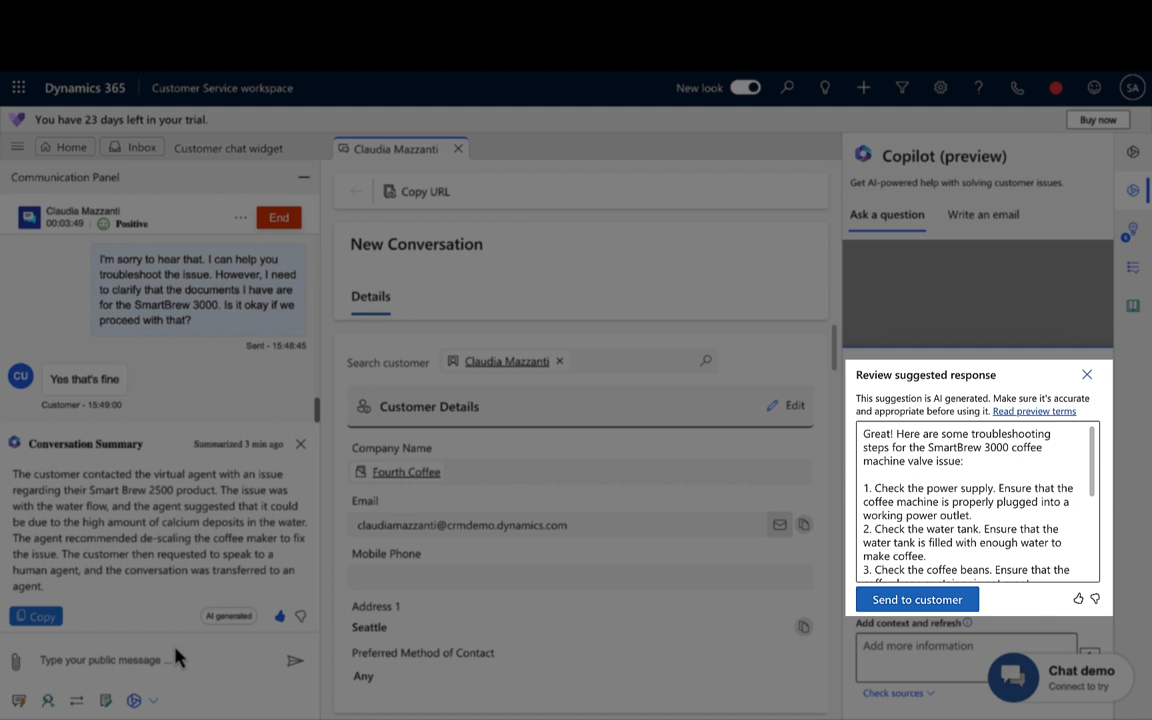 Dynamics 365
Customer Service workspace
New look
SA
You have 23 days left in your trial.
Buy now
Home
Inbox
Customer chat widget
Communication Panel
Claudia Mazzanti
00:03:49
Positive
End
I'm sorry to hear that. I can help you
troubleshoot the issue. However, I need
to clarify that the documents I have are
for the SmartBrew 3000. Is it okay if we
proceed with that?
Sent - 15:48:45
CU
Yes that's fine
Customer - 15:49:00
Conversation Summary
Summarized 3 min ago
The customer contacted the virtual agent with an issue
regarding their Smart Brew 2500 product. The issue was
with the water flow, and the agent suggested that it could
be due to the high amount of calcium deposits in the water.
The agent recommended de-scaling the coffee maker to fix
the issue. The customer then requested to speak to a
human agent, and the conversation was transferred to an
agent.
Copy
AI generated
Type your public message ...
Claudia Mazzanti
Copy URL
New Conversation
Details
Search customer
Claudia Mazzanti
Customer Details
Edit
Company Name
Fourth Coffee
Email
claudiamazzanti@crmdemo.dynamics.com
Mobile Phone
Address 1
Seattle
Preferred Method of Contact
Any
Copilot (preview)
Get AI-powered help with solving customer issues.
Ask a question
Write an email
6
Review suggested response
This suggestion is AI generated. Make sure it's accurate
and appropriate before using it. Read preview terms
Great! Here are some troubleshooting
steps for the SmartBrew 3000 coffee
machine valve issue:
1. Check the power supply. Ensure that the
coffee machine is properly plugged into a
working power outlet.
2. Check the water tank. Ensure that the
water tank is filled with enough water to
make coffee.
3. Check the coffee beans. Ensure that the
Send to customer
Add context and refresh
Add more information
Check sources
Chat demo
Connect to try